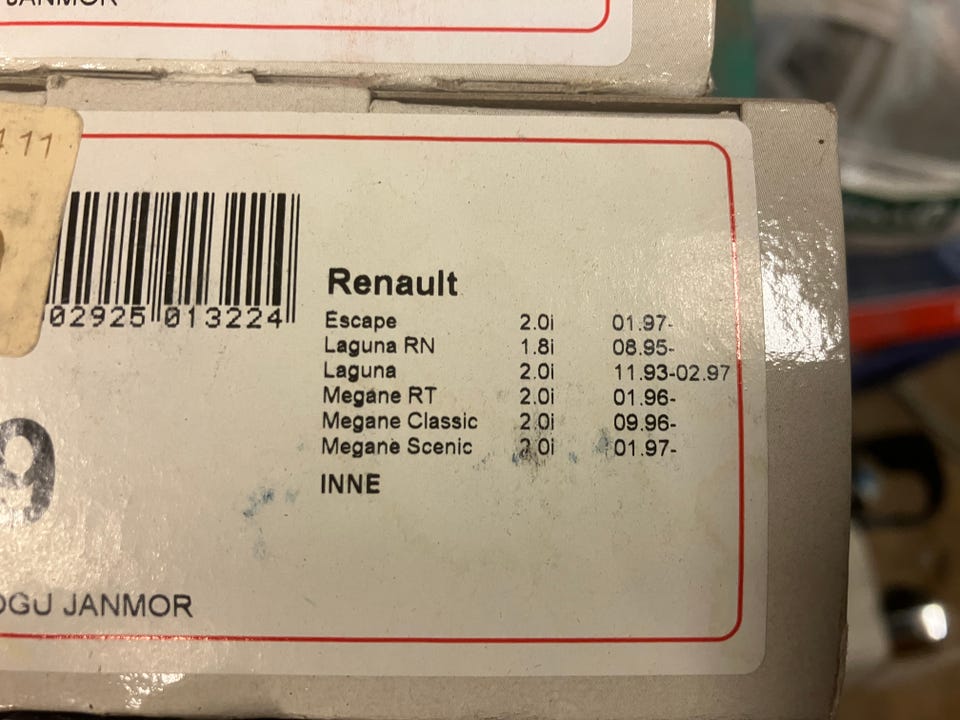 JANMOR
4.11
02925 013224
Renault
Escape 2.0i 01.97-
Laguna RN 1.8i 08.95-
Laguna 2.0i 11.93-02.97
Megane RT 2.0i 01.96-
Megane Classic 2.0i 09.96-
Megane Scenic 2.0i 01.97-
INNE
9
OGU JANMOR